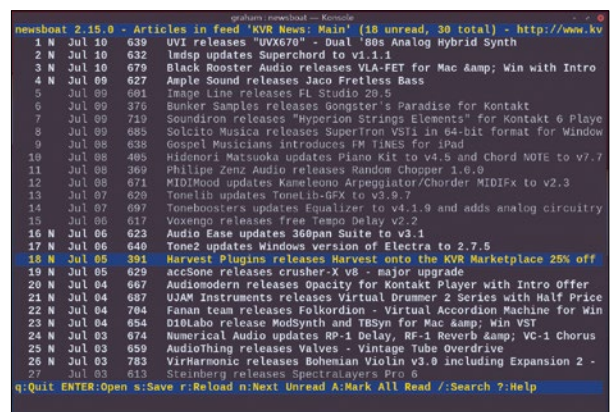 graham : newsboat — Konsole
newsboat 2.15.0 - Articles in feed 'KVR News: Main' (18 unread, 30 total) - http://www.kv
1 N Jul 10 639 UVI releases "UVX670" - Dual '80s Analog Hybrid Synth
2 N Jul 10 632 lmdsp updates Superchord to v1.1.1
3 N Jul 10 679 Black Rooster Audio releases VLA-FET for Mac &amp; Win with Intro
4 N Jul 09 627 Ample Sound releases Jaco Fretless Bass
5 Jul 09 601 Image Line releases FL Studio 20.5
6 Jul 09 376 Bunker Samples releases Gongster's Paradise for Kontakt
7 Jul 09 719 Soundiron releases "Hyperion Strings Elements" for Kontakt 6 Playe
8 Jul 09 685 Solcito Musica releases SuperTron VSTi in 64-bit format for Window
9 Jul 08 638 Gospel Musicians introduces FM TiNES for iPad
10 Jul 08 405 Hidenori Matsuoka updates Piano Kit to v4.5 and Chord NOTE to v7.7
11 Jul 08 369 Philipe Zenz Audio releases Random Chopper 1.0.0
12 Jul 08 671 MIDIMood updates Kameleono Arpeggiator/Chorder MIDIFx to v2.3
13 Jul 07 620 Tonelib updates ToneLib-GFX to v3.9.7
14 Jul 07 697 Toneboosters updates Equalizer to v4.1.9 and adds analog circuitry
15 Jul 06 617 Voxengo releases free Tempo Delay v2.2
16 N Jul 06 623 Audio Ease updates 360pan Suite to v3.1
17 N Jul 06 640 Tone2 updates Windows version of Electra to 2.7.5
18 N Jul 05 391 Harvest Plugins releases Harvest onto the KVR Marketplace 25% off
19 N Jul 05 629 accSone releases crusher-X v8 - major upgrade
20 N Jul 04 667 Audiomodern releases Opacity for Kontakt Player with Intro Offer
21 N Jul 04 687 UJAM Instruments releases Virtual Drummer 2 Series with Half Price
22 N Jul 04 704 Fanan team releases Folkordion - Virtual Accordion Machine for Win
23 N Jul 04 654 D10Labo release ModSynth and TBSyn for Mac &amp; Win VST
24 N Jul 03 674 Numerical Audio updates RP-1 Delay, RF-1 Reverb &amp; VC-1 Chorus
25 N Jul 03 659 AudioThing releases Valves - Vintage Tube Overdrive
26 N Jul 03 783 VirHarmonic releases Bohemian Violin v3.0 including Expansion 2 -
27 Jul 03 613 Steinberg releases SpectraLayers Pro 6
q:Quit ENTER:Open s:Save r:Reload n:Next Unread A:Mark All Read /:Search ?:Help